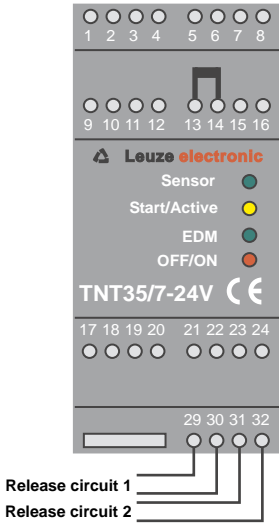 1 2 3 4 5 6 7 8
9 10 11 12 13 14 15 16
Leuze electronic
Sensor
Start/Active
EDM
OFF/ON
TNT35/7-24V CE
17 18 19 20 21 22 23 24
29 30 31 32
Release circuit 1
Release circuit 2